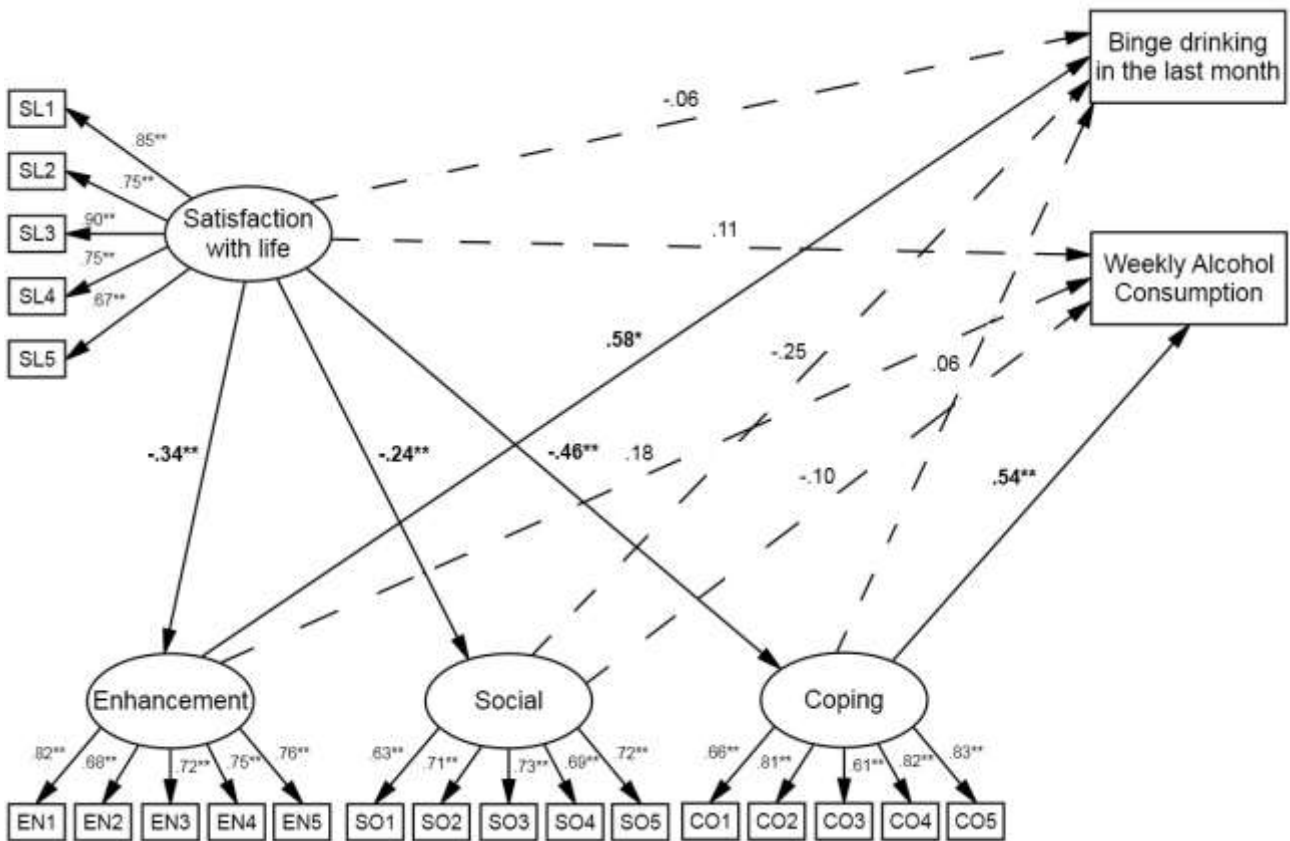 Binge drinking
in the last month
-.06
SL1
.85**
SL2
.75**
SL3
.90**
Satisfaction
with life
.11
SL4
.75**
Weekly Alcohol
Consumption
.67**
SL5
.58*
-.25
.06
-.34**
-.24**
-.46**
.18
-.10
.54**
Enhancement
Social
Coping
.82**
.68**
.72**
.75**
.76**
.63**
.71**
.73**
.69**
.72**
.66**
.81**
.61**
.82**
.83**
EN1
EN2
EN3
EN4
EN5
SO1
SO2
SO3
SO4
SO5
CO1
CO2
CO3
CO4
CO5